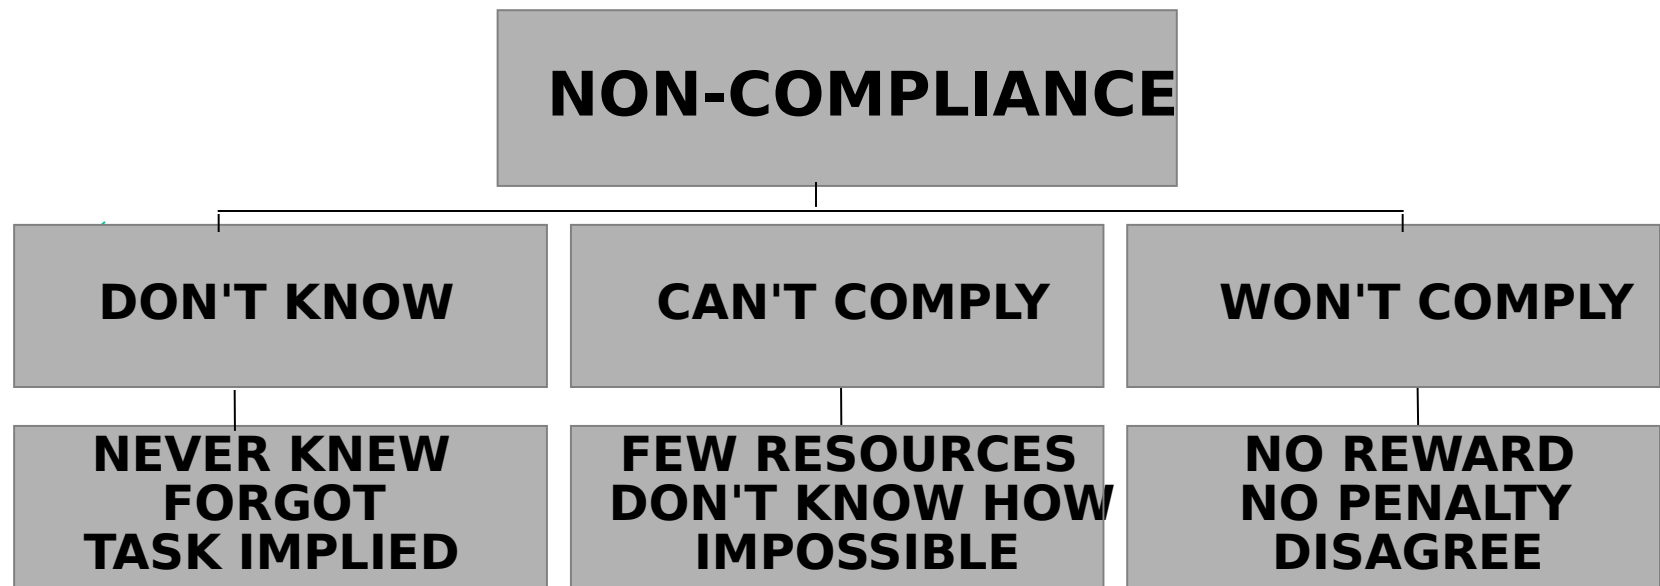 NON-COMPLIANCE
DON'T KNOW
CAN'T COMPLY
WON'T COMPLY
NEVER KNEW
FORGOT
TASK IMPLIED
FEW RESOURCES
DON'T KNOW HOW
IMPOSSIBLE
NO REWARD
NO PENALTY
DISAGREE